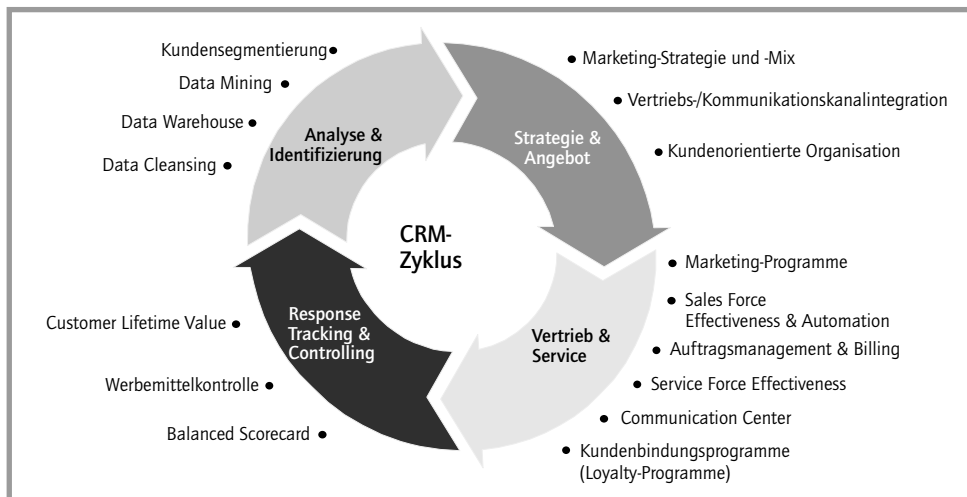 Kundensegmentierung
Data Mining
Data Warehouse
Data Cleansing
Analyse &
Identifizierung
Marketing-Strategie und -Mix
Vertriebs-/Kommunikationskanalintegration
Kundenorientierte Organisation
Strategie &
Angebot
CRM-
Zyklus
Marketing-Programme
Sales Force
Effectiveness & Automation
Auftragsmanagement & Billing
Service Force Effectiveness
Communication Center
Kundenbindungsprogramme
(Loyalty-Programme)
Vertrieb &
Service
Response
Tracking &
Controlling
Customer Lifetime Value
Werbemittelkontrolle
Balanced Scorecard